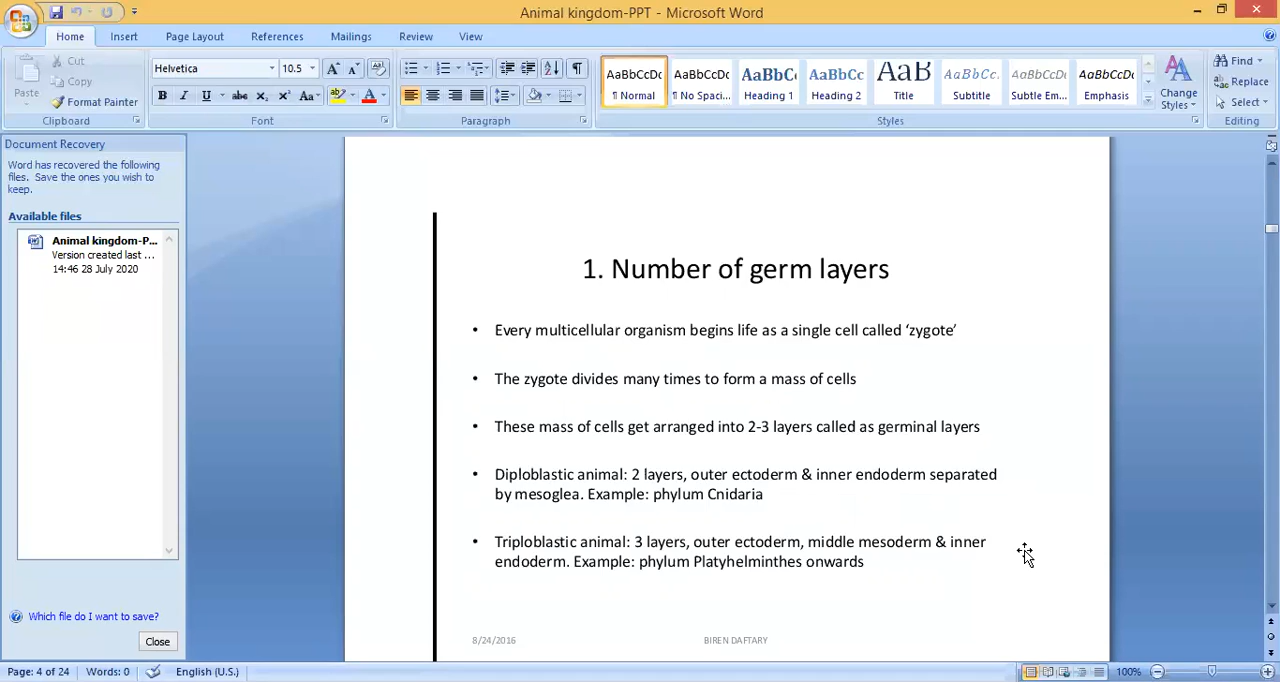 Animal kingdom-PPT - Microsoft Word
Home Insert Page Layout References Mailings Review View
Paste
Cut
Copy
Format Painter
Clipboard
Helvetica 10.5
Font
Paragraph
AaBbCcDc AaBbCcDc AaBbC AaBbCc AaB AaBbCc. AaBbCcDc AaBbCcDc
¶ Normal ¶ No Spaci... Heading 1 Heading 2 Title Subtitle Subtle Em... Emphasis
Change
Styles
Styles
Find
Replace
Select
Editing
Document Recovery
Word has recovered the following
files. Save the ones you wish to
keep.
Available files
Animal kingdom-P...
Version created last ...
14:46 28 July 2020
Which file do I want to save?
Close
1. Number of germ layers
• Every multicellular organism begins life as a single cell called ‘zygote’
• The zygote divides many times to form a mass of cells
• These mass of cells get arranged into 2-3 layers called as germinal layers
• Diploblastic animal: 2 layers, outer ectoderm & inner endoderm separated
by mesoglea. Example: phylum Cnidaria
• Triploblastic animal: 3 layers, outer ectoderm, middle mesoderm & inner
endoderm. Example: phylum Platyhelminthes onwards
8/24/2016 BIREN DAFTARY
Page: 4 of 24 Words: 0 English (U.S.) 100%